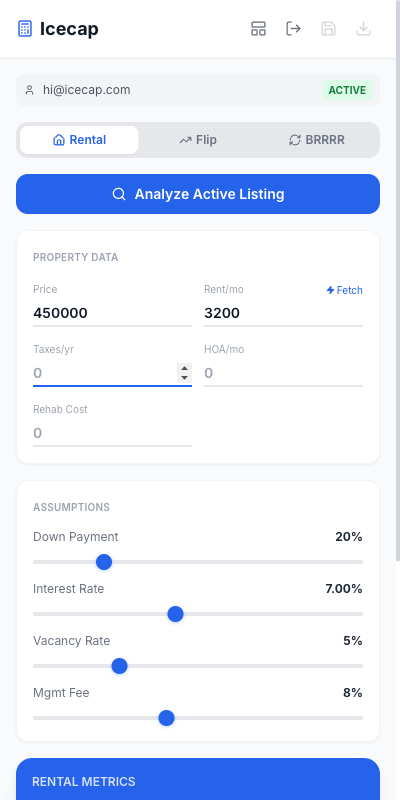 Icecap
hi@icecap.com ACTIVE
Rental Flip BRRRR
Analyze Active Listing
PROPERTY DATA
Price Rent/mo Fetch
450000 3200
Taxes/yr HOA/mo
0 0
Rehab Cost
0
ASSUMPTIONS
Down Payment 20%
Interest Rate 7.00%
Vacancy Rate 5%
Mgmt Fee 8%
RENTAL METRICS